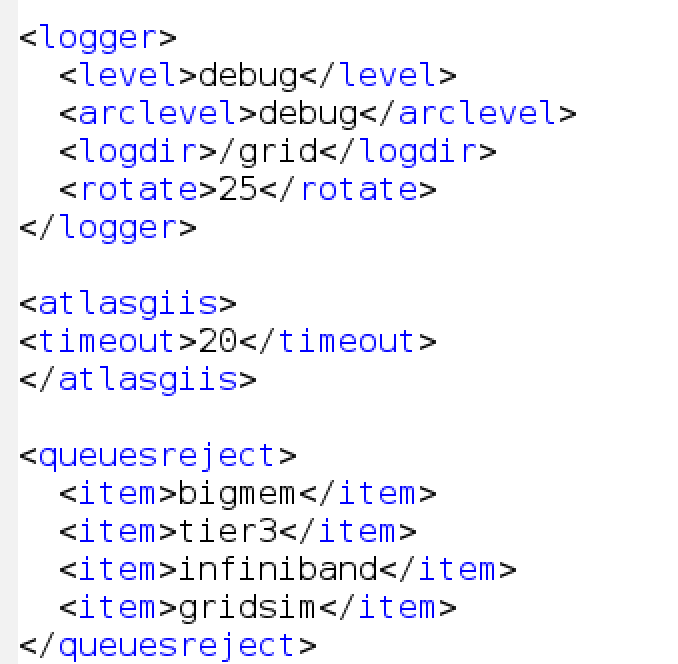 <logger>
  <level>debug</level>
  <arclevel>debug</arclevel>
  <logdir>/grid</logdir>
  <rotate>25</rotate>
</logger>

<atlasgiis>
<timeout>20</timeout>
</atlasgiis>

<queuesreject>
  <item>bigmem</item>
  <item>tier3</item>
  <item>infiniband</item>
  <item>gridsim</item>
</queuesreject>